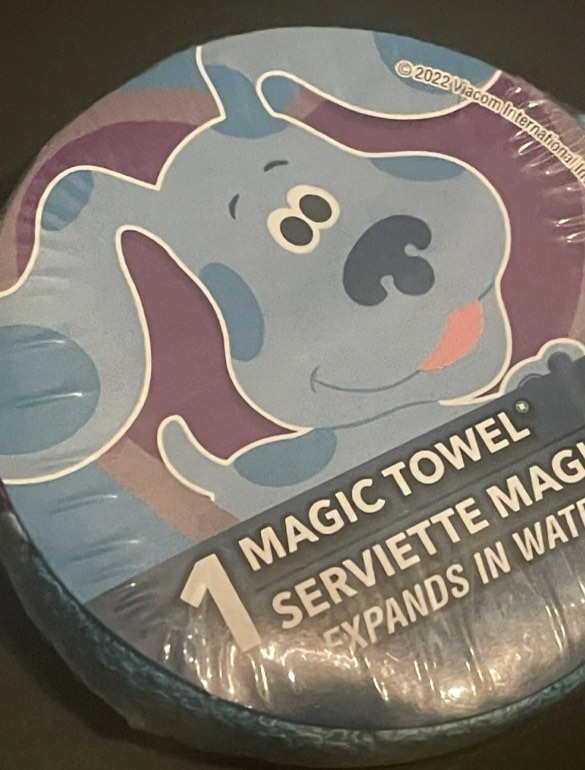 © 2022 Viacom International
1 MAGIC TOWEL®
SERVIETTE
EXPANDS IN